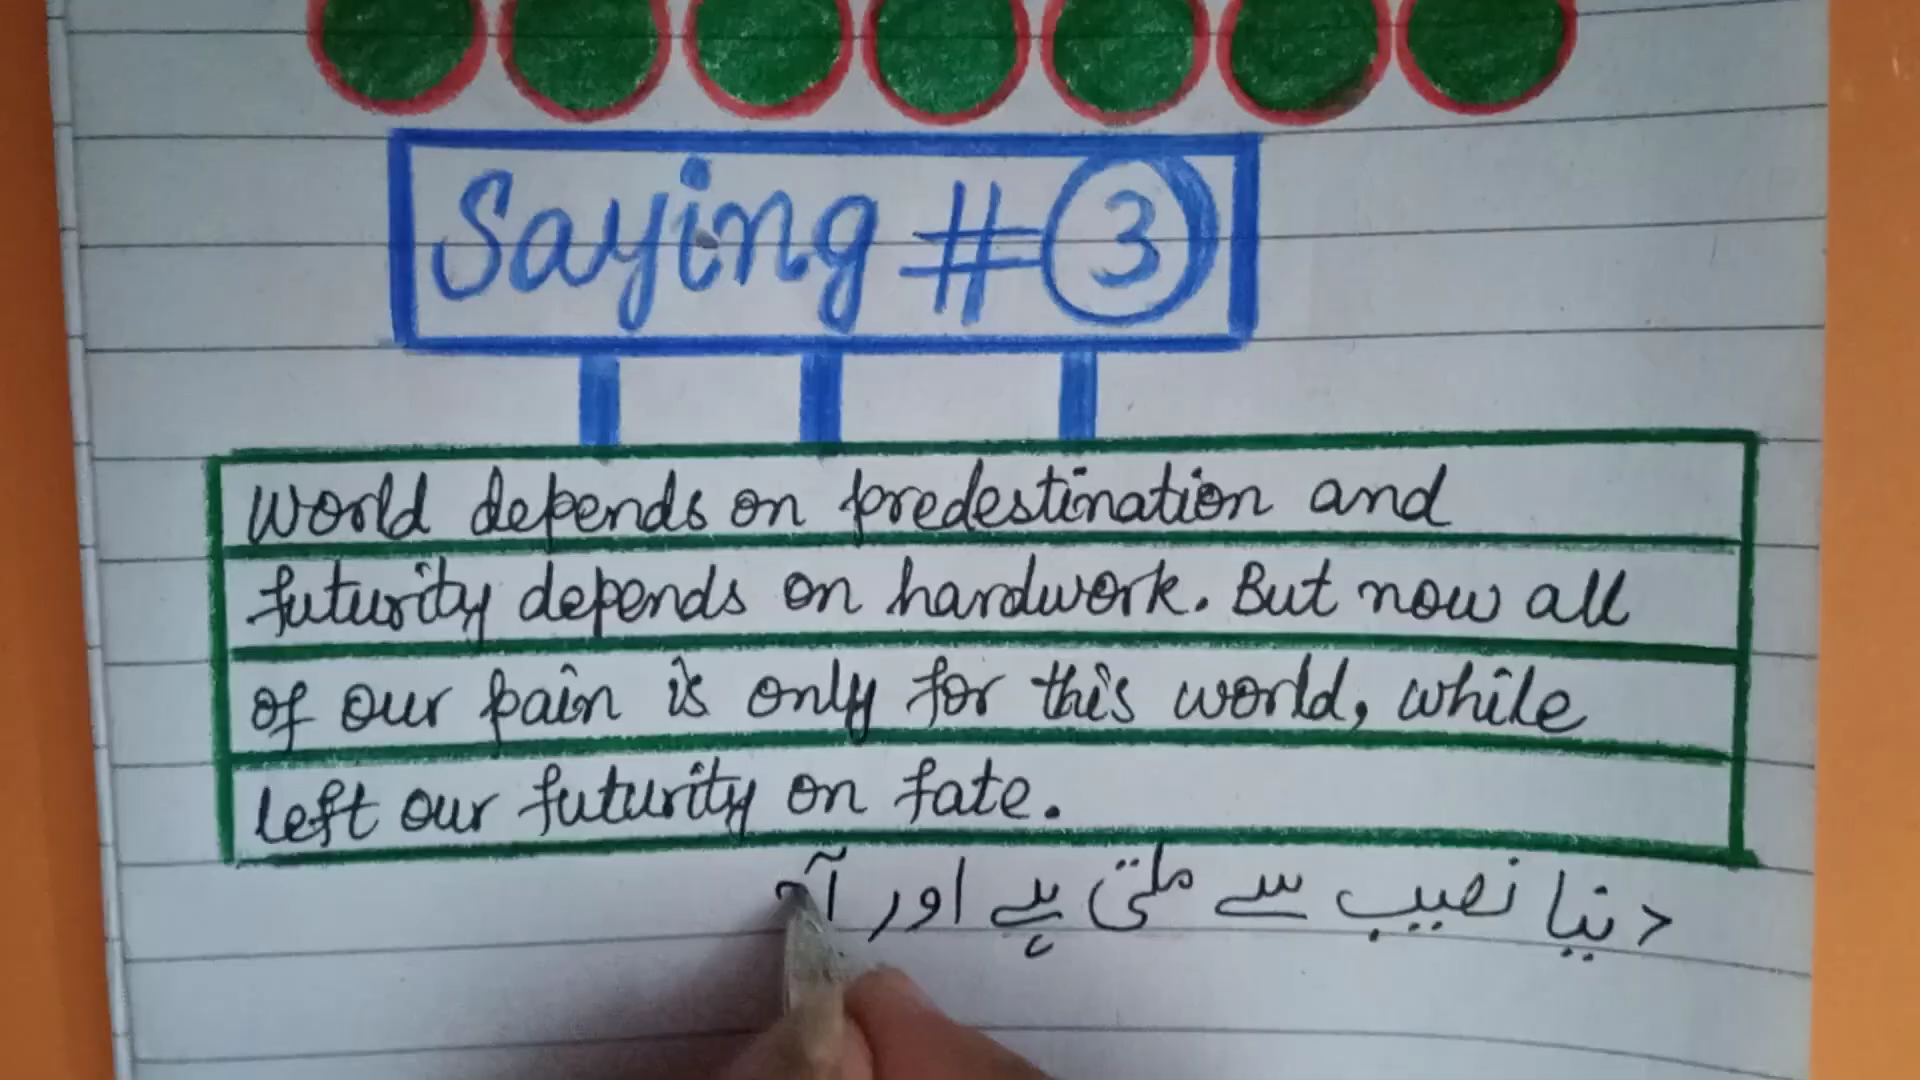 Saying # 3
World depends on predestination and
futurity depends on hardwork. But now all
of our pain is only for this world, while
left our futurity on fate.
دنیا نصیب سے ملتی ہے اور